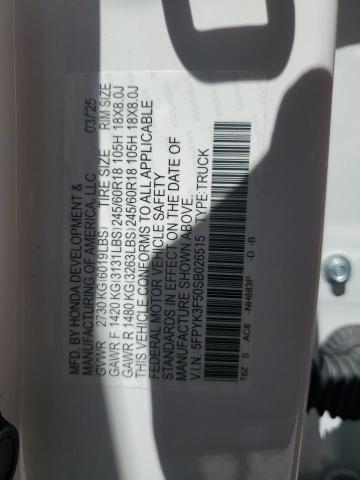 MFD. BY HONDA DEVELOPMENT &
MANUFACTURING OF AMERICA, LLC 03/25
GVWR 2730 KG(6019LBS) TIRE SIZE RIM SIZE
GAWR F 1420 KG(3131LBS) 245/60R18 105H 18X8.0J
GAWR R 1480 KG(3263LBS) 245/60R18 105H 18X8.0J
THIS VEHICLE CONFORMS TO ALL APPLICABLE
FEDERAL MOTOR VEHICLE SAFETY
STANDARDS IN EFFECT ON THE DATE OF
MANUFACTURE SHOWN ABOVE.
V.I.N.: 5FPYK3F50SB026515 TYPE:TRUCK
T6Z S AC8 -NH883P -D -B